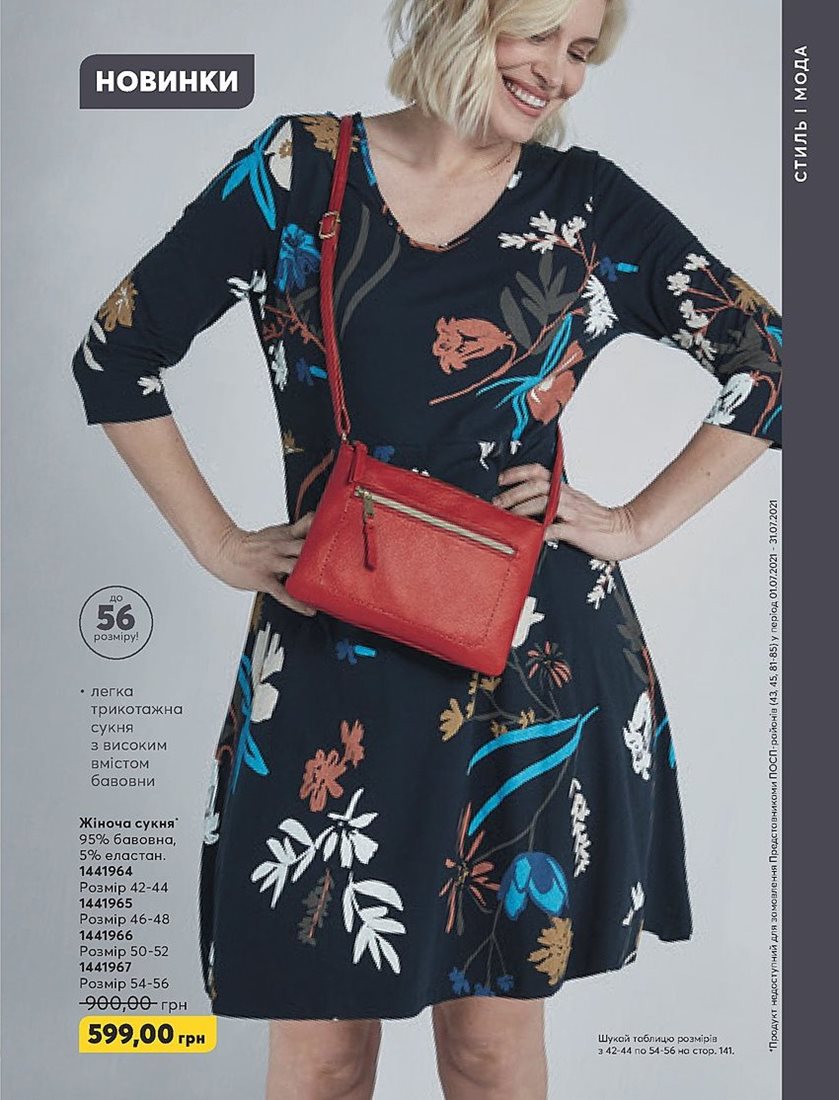 НОВИНКИ
СТИЛЬ І МОДА
до
56
розміру!
• легка
трикотажна
сукня
з високим
вмістом
бавовни
Жіноча сукня*
95% бавовна,
5% еластан.
1441964
Розмір 42-44
1441965
Розмір 46-48
1441966
Розмір 50-52
1441967
Розмір 54-56
900,00 грн
599,00 грн
Шукай таблицю розмірів
з 42-44 по 54-56 на стор. 141.
*Продукт недоступний для замовлення Представниками ПОСП-районів (43, 45, 81-85) у період 01.07.2021 - 31.07.2021